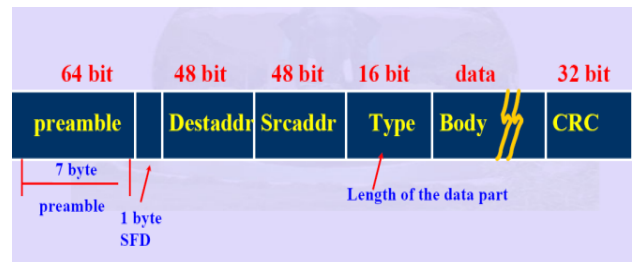 64 bit 48 bit 48 bit 16 bit data 32 bit
preamble Destaddr Srcaddr Type Body CRC
7 byte
preamble
1 byte
SFD
Length of the data part